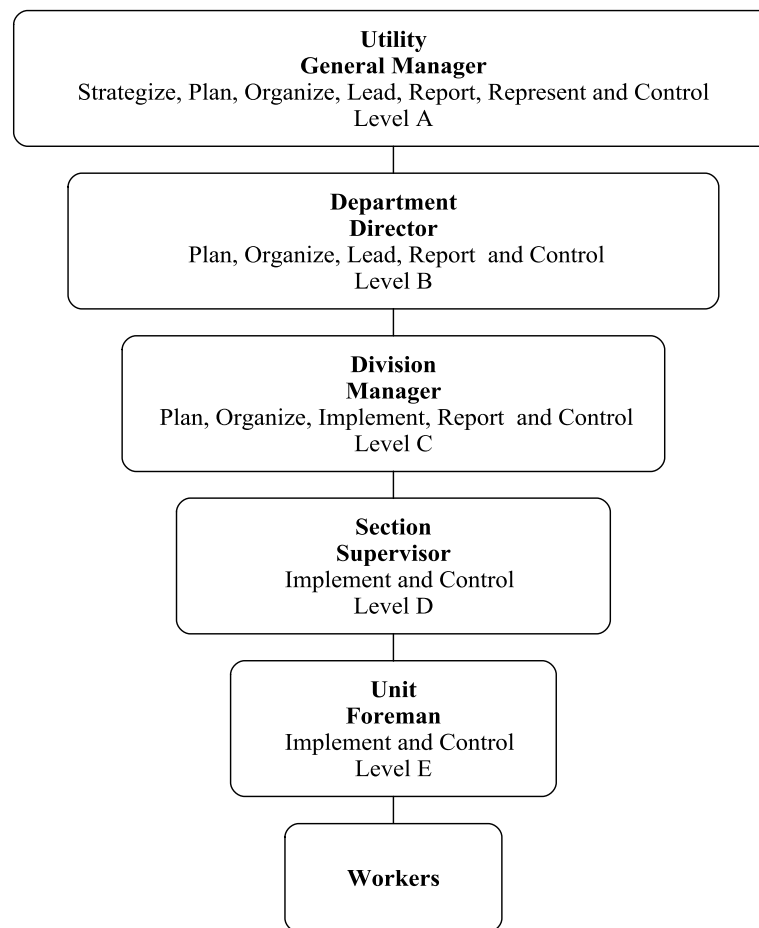 Utility
General Manager
Strategize, Plan, Organize, Lead, Report, Represent and Control
Level A
Department
Director
Plan, Organize, Lead, Report  and Control
Level B
Division
Manager
Plan, Organize, Implement, Report  and Control
Level C
Section
Supervisor
Implement and Control
Level D
Unit
Foreman
Implement and Control
Level E
Workers